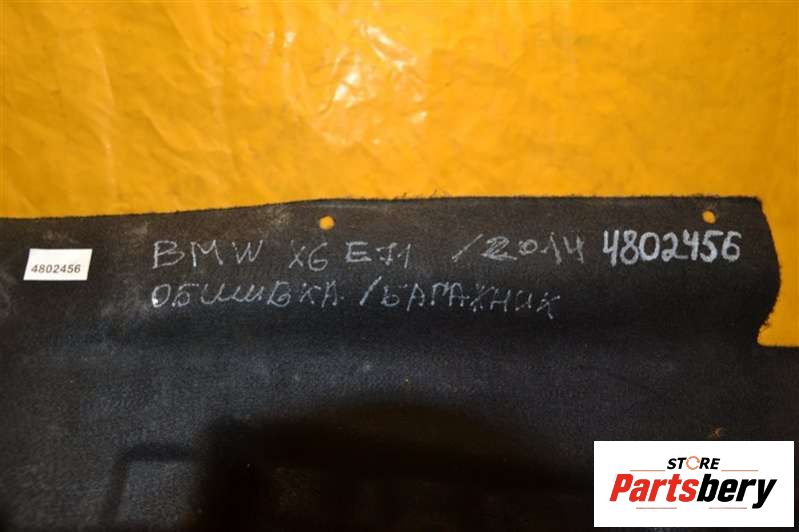 BMW X6 E71 /2014 4802456
4802456
ОБШИВКА/БАГАЖНИК
STORE
Partsbery